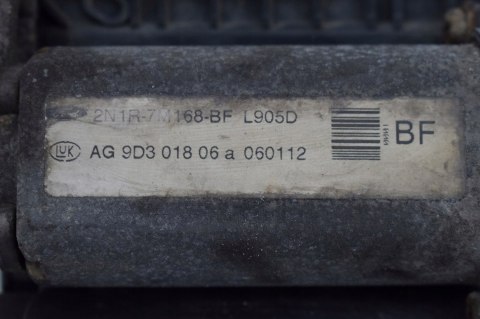 2N1R-7M168-BF L905D
LuK AG 9D3 018 06 a 060112
BF